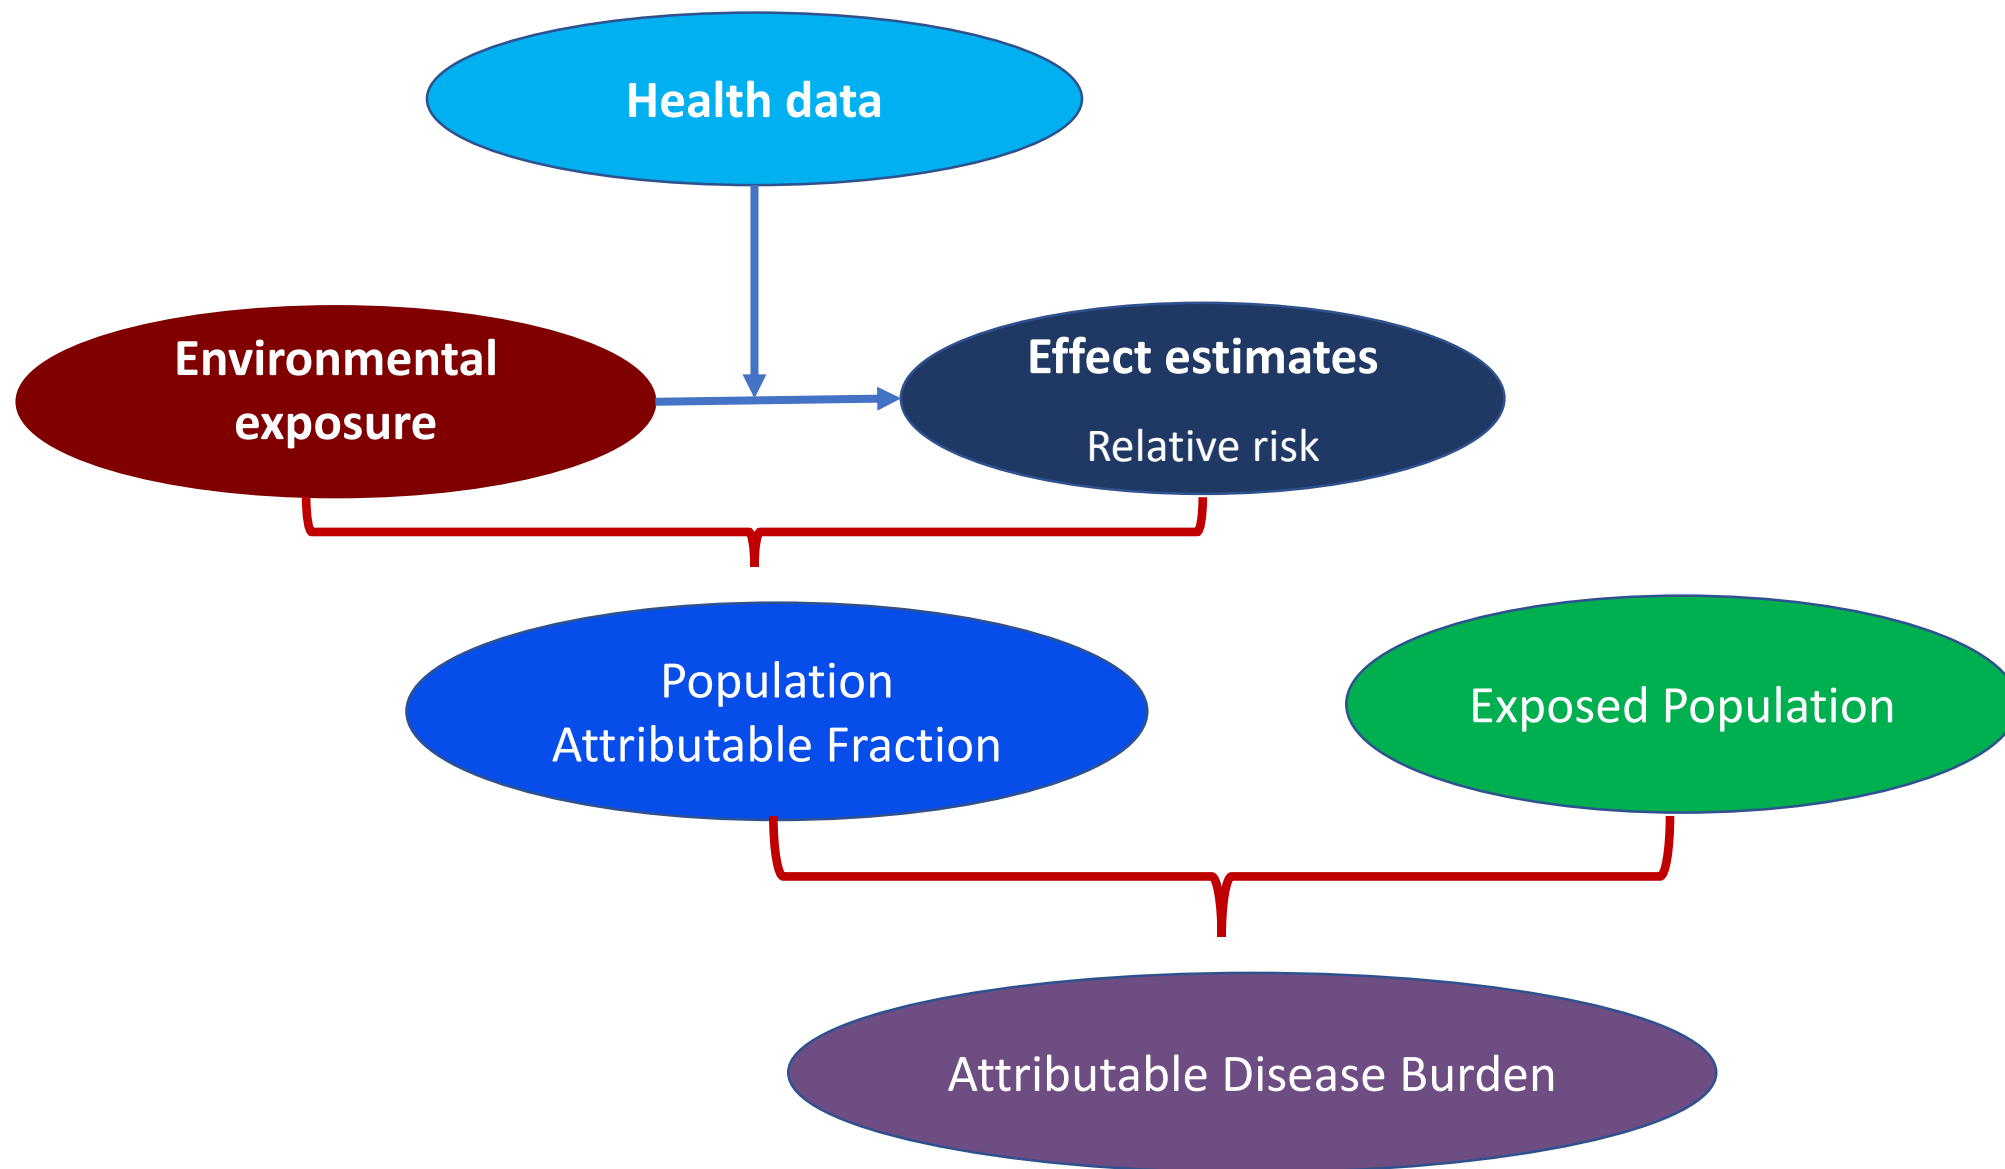 Health data
Environmental
exposure
Effect estimates
Relative risk
Population
Attributable Fraction
Exposed Population
Attributable Disease Burden